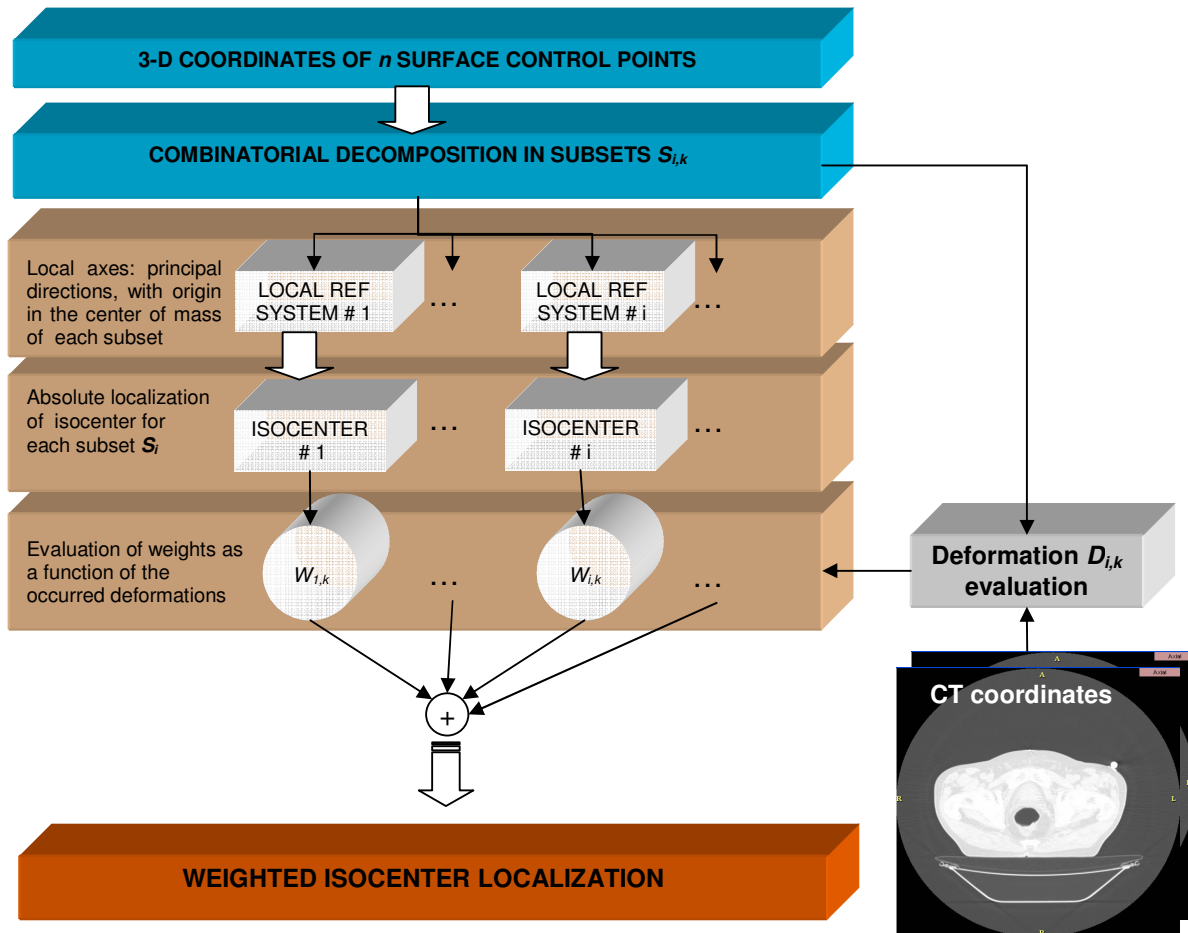 3-D COORDINATES OF n SURFACE CONTROL POINTS
COMBINATORIAL DECOMPOSITION IN SUBSETS Si,k
Local axes: principal
directions, with origin
in the center of mass
of each subset
LOCAL REF
SYSTEM # 1
...
LOCAL REF
SYSTEM # i
...
Absolute localization
of isocenter for
each subset Si
ISOCENTER
# 1
...
ISOCENTER
# i
...
Evaluation of weights as
a function of the
occurred deformations
W1,k
...
Wi,k
...
Deformation Di,k
evaluation
+
WEIGHTED ISOCENTER LOCALIZATION
A
Axial
A
Axial
CT coordinates
R
L